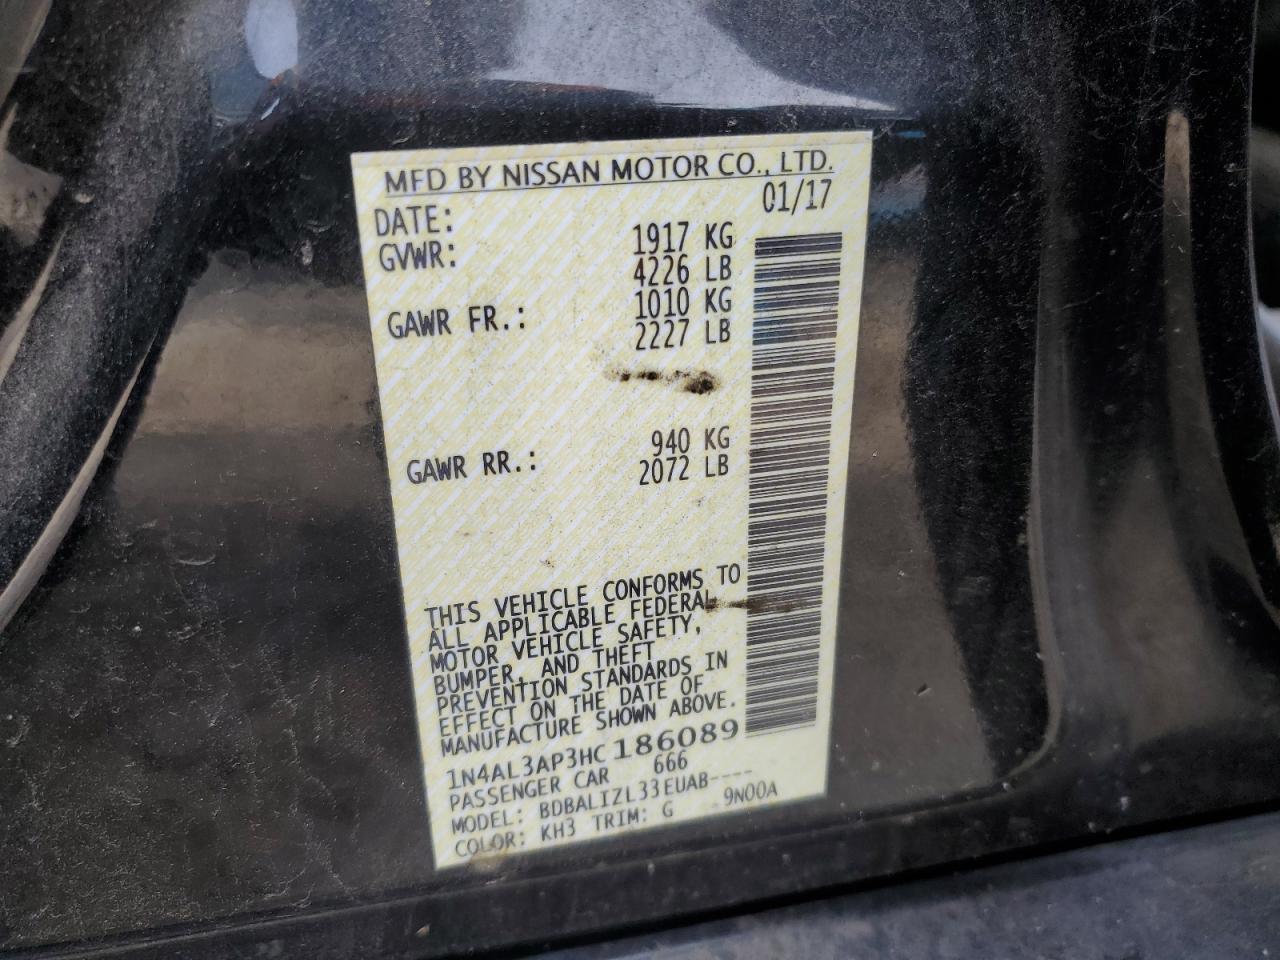 MFD BY NISSAN MOTOR CO., LTD.
DATE: 01/17
GVWR: 1917 KG
4226 LB
GAWR FR.: 1010 KG
2227 LB
GAWR RR.: 940 KG
2072 LB
THIS VEHICLE CONFORMS TO
ALL APPLICABLE FEDERAL
MOTOR VEHICLE SAFETY,
BUMPER, AND THEFT
PREVENTION STANDARDS IN
EFFECT ON THE DATE OF
MANUFACTURE SHOWN ABOVE.
1N4AL3AP3HC186089
PASSENGER CAR 666
MODEL: BDBALIZL33EUAB----
COLOR: KH3 TRIM: G 9N00A